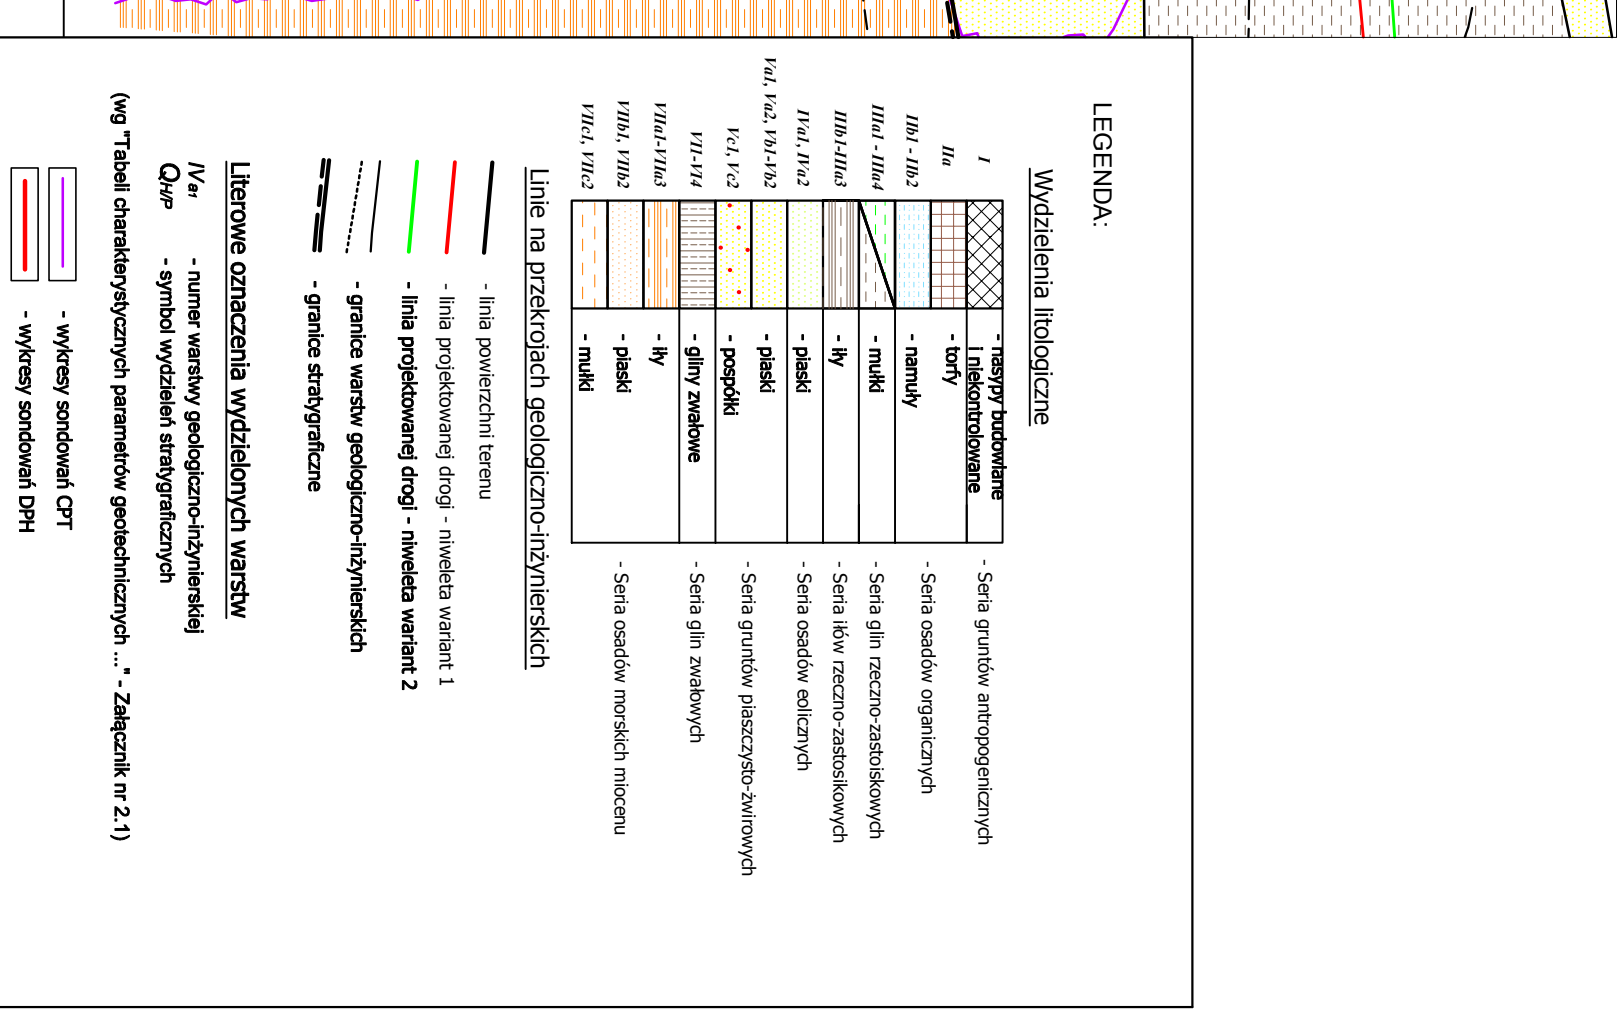 LEGENDA:
Wydzielenia litologiczne
I - nasypy budowlane
i niekontrolowane - Seria gruntów antropogenicznych
IIa - torfy
IIb1 - IIb2 - namuły - Seria osadów organicznych
IIIa1 - IIIa4 - mułki - Seria glin rzeczno-zastoiskowych
IIIb1-IIIa3 - iły - Seria iłów rzeczno-zastosikowych
IVa1, IVa2 - piaski - Seria osadów eolicznych
Va1, Va2, Vb1-Vb2 - piaski
Vc1, Vc2 - pospółki - Seria gruntów piaszczysto-żwirowych
VI1-VI4 - gliny zwałowe - Seria glin zwałowych
VIIa1-VIIa3 - iły
VIIb1, VIIb2 - piaski - Seria osadów morskich miocenu
VIIc1, VIIc2 - mułki
Linie na przekrojach geologiczno-inżynierskich
- linia powierzchni terenu
- linia projektowanej drogi - niweleta wariant 1
- linia projektowanej drogi - niweleta wariant 2
- granice warstw geologiczno-inżynierskich
- granice stratygraficzne
Literowe oznaczenia wydzielonych warstw
IVa1 - numer warstwy geologiczno-inżynierskiej
QH/P - symbol wydzieleń stratygraficznych
(wg "Tabeli charakterystycznych parametrów geotechnicznych ..." - Załącznik nr 2.1)
- wykresy sondowań CPT
- wykresy sondowań DPH